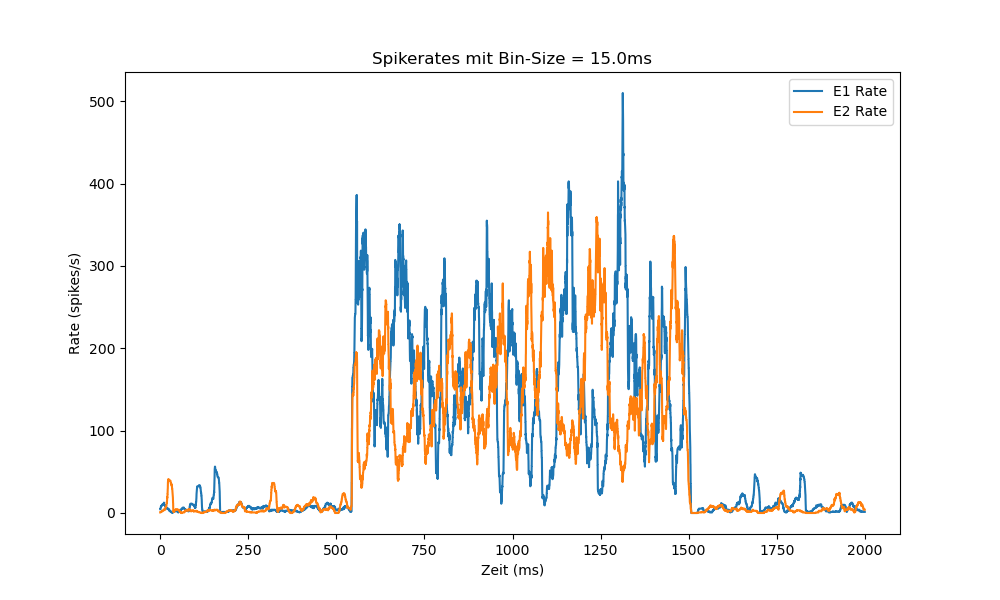 Spikerates mit Bin-Size = 15.0ms
E1 Rate
E2 Rate
Rate (spikes/s)
500
400
300
200
100
0
0 250 500 750 1000 1250 1500 1750 2000
Zeit (ms)